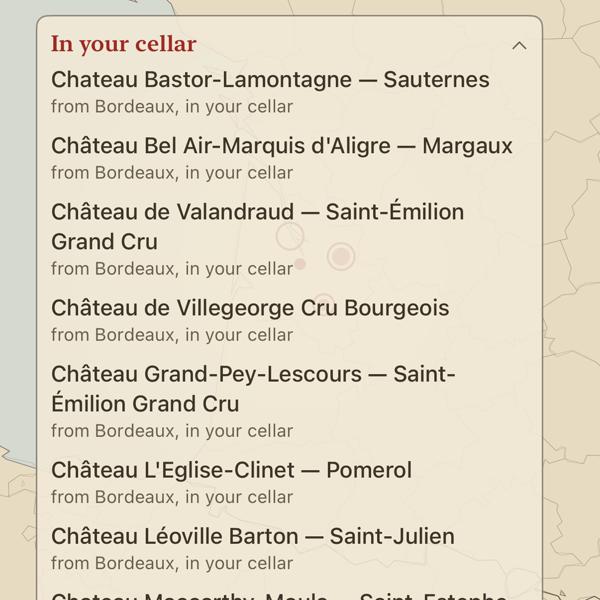 In your cellar
Chateau Bastor-Lamontagne — Sauternes
from Bordeaux, in your cellar
Château Bel Air-Marquis d'Aligre — Margaux
from Bordeaux, in your cellar
Château de Valandraud — Saint-Émilion
Grand Cru
from Bordeaux, in your cellar
Château de Villegeorge Cru Bourgeois
from Bordeaux, in your cellar
Château Grand-Pey-Lescours — Saint-
Émilion Grand Cru
from Bordeaux, in your cellar
Château L'Eglise-Clinet — Pomerol
from Bordeaux, in your cellar
Château Léoville Barton — Saint-Julien
from Bordeaux, in your cellar